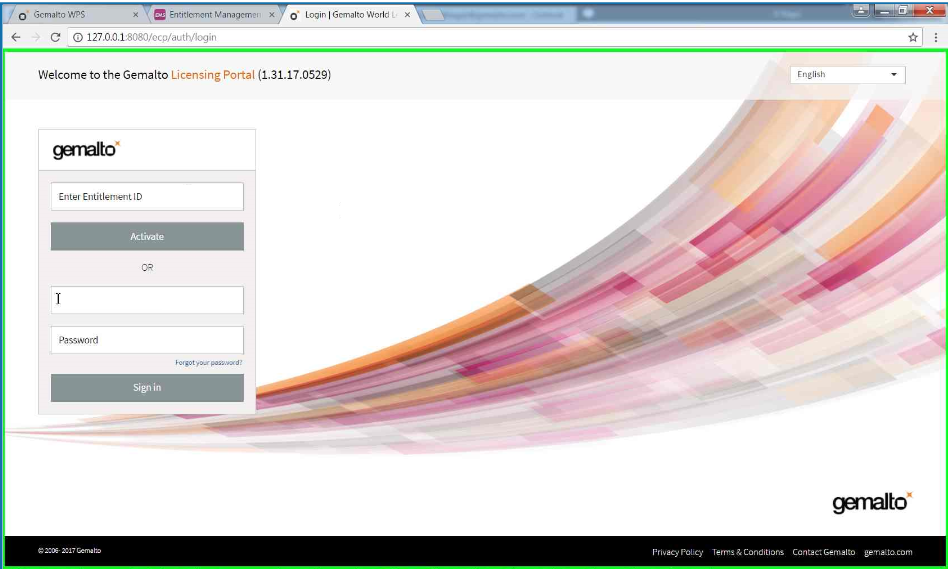 Gemalto WPS
Entitlement Managemen
Login | Gemalto World L
127.0.0.1:8080/ecp/auth/login
Welcome to the Gemalto Licensing Portal (1.31.17.0529)
English
gemalto
Enter Entitlement ID
Activate
OR
Password
Forgot your password?
Sign in
gemalto
© 2006-2017 Gemalto
Privacy Policy Terms & Conditions Contact Gemalto gemalto.com